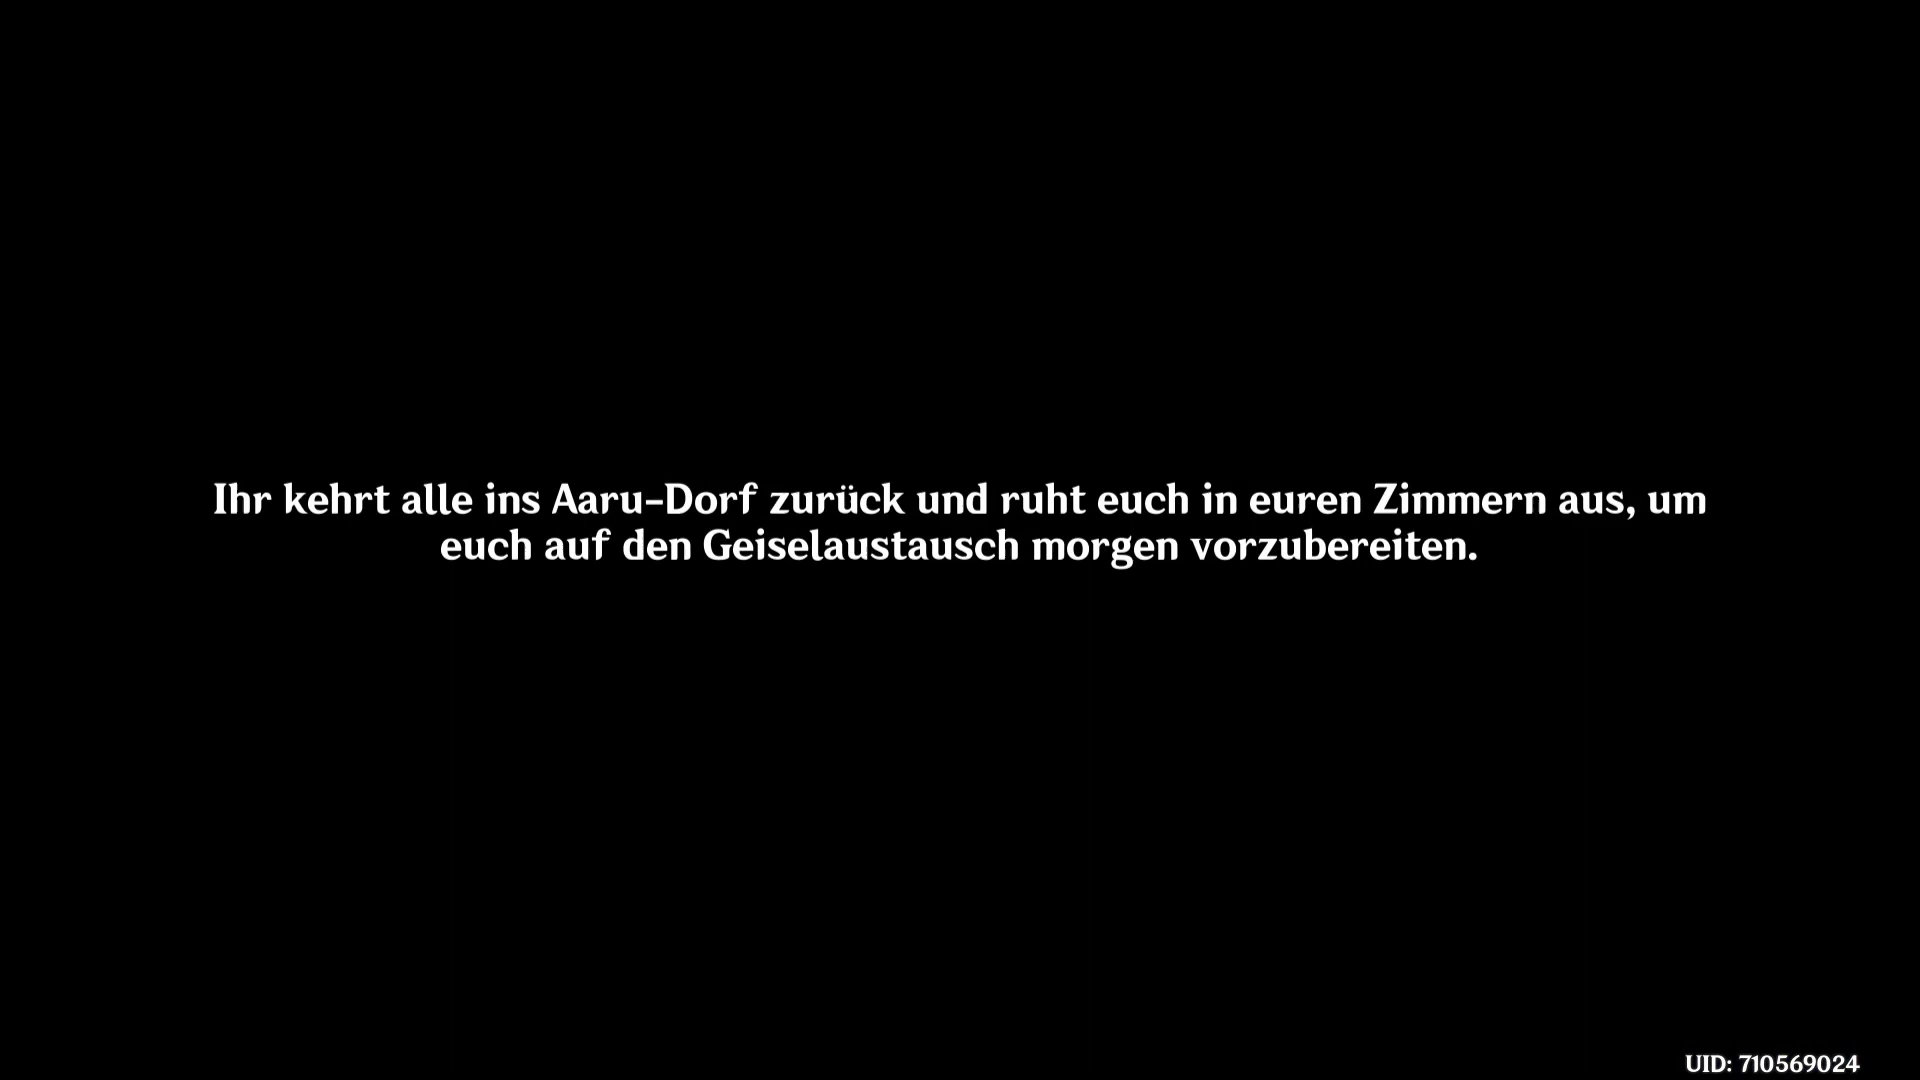 Ihr kehrt alle ins Aaru-Dorf zurück und ruht euch in euren Zimmern aus, um
euch auf den Geiselaustausch morgen vorzubereiten.
UID: 710569024